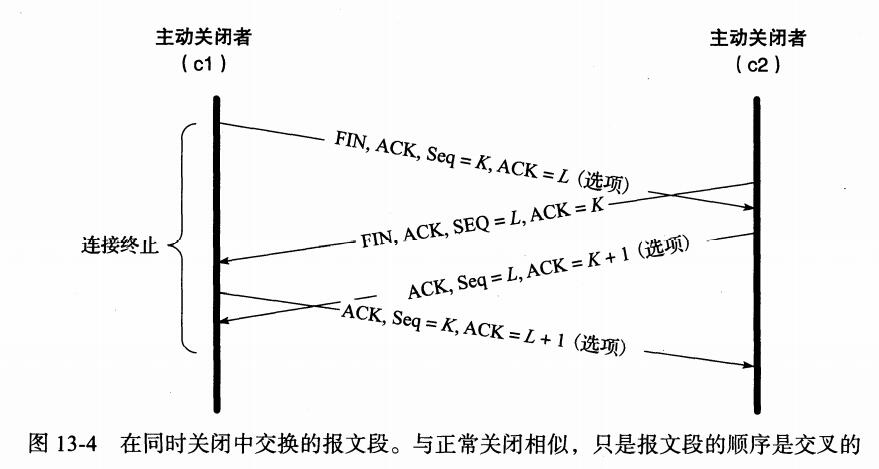 主动关闭者
（c1）
主动关闭者
（c2）
FIN, ACK, Seq = K, ACK = L (选项)
FIN, ACK, SEQ = L, ACK = K
连接终止
ACK, Seq = L, ACK = K + 1 (选项)
ACK, Seq = K, ACK = L + 1 (选项)
图 13-4 在同时关闭中交换的报文段。与正常关闭相似，只是报文段的顺序是交叉的